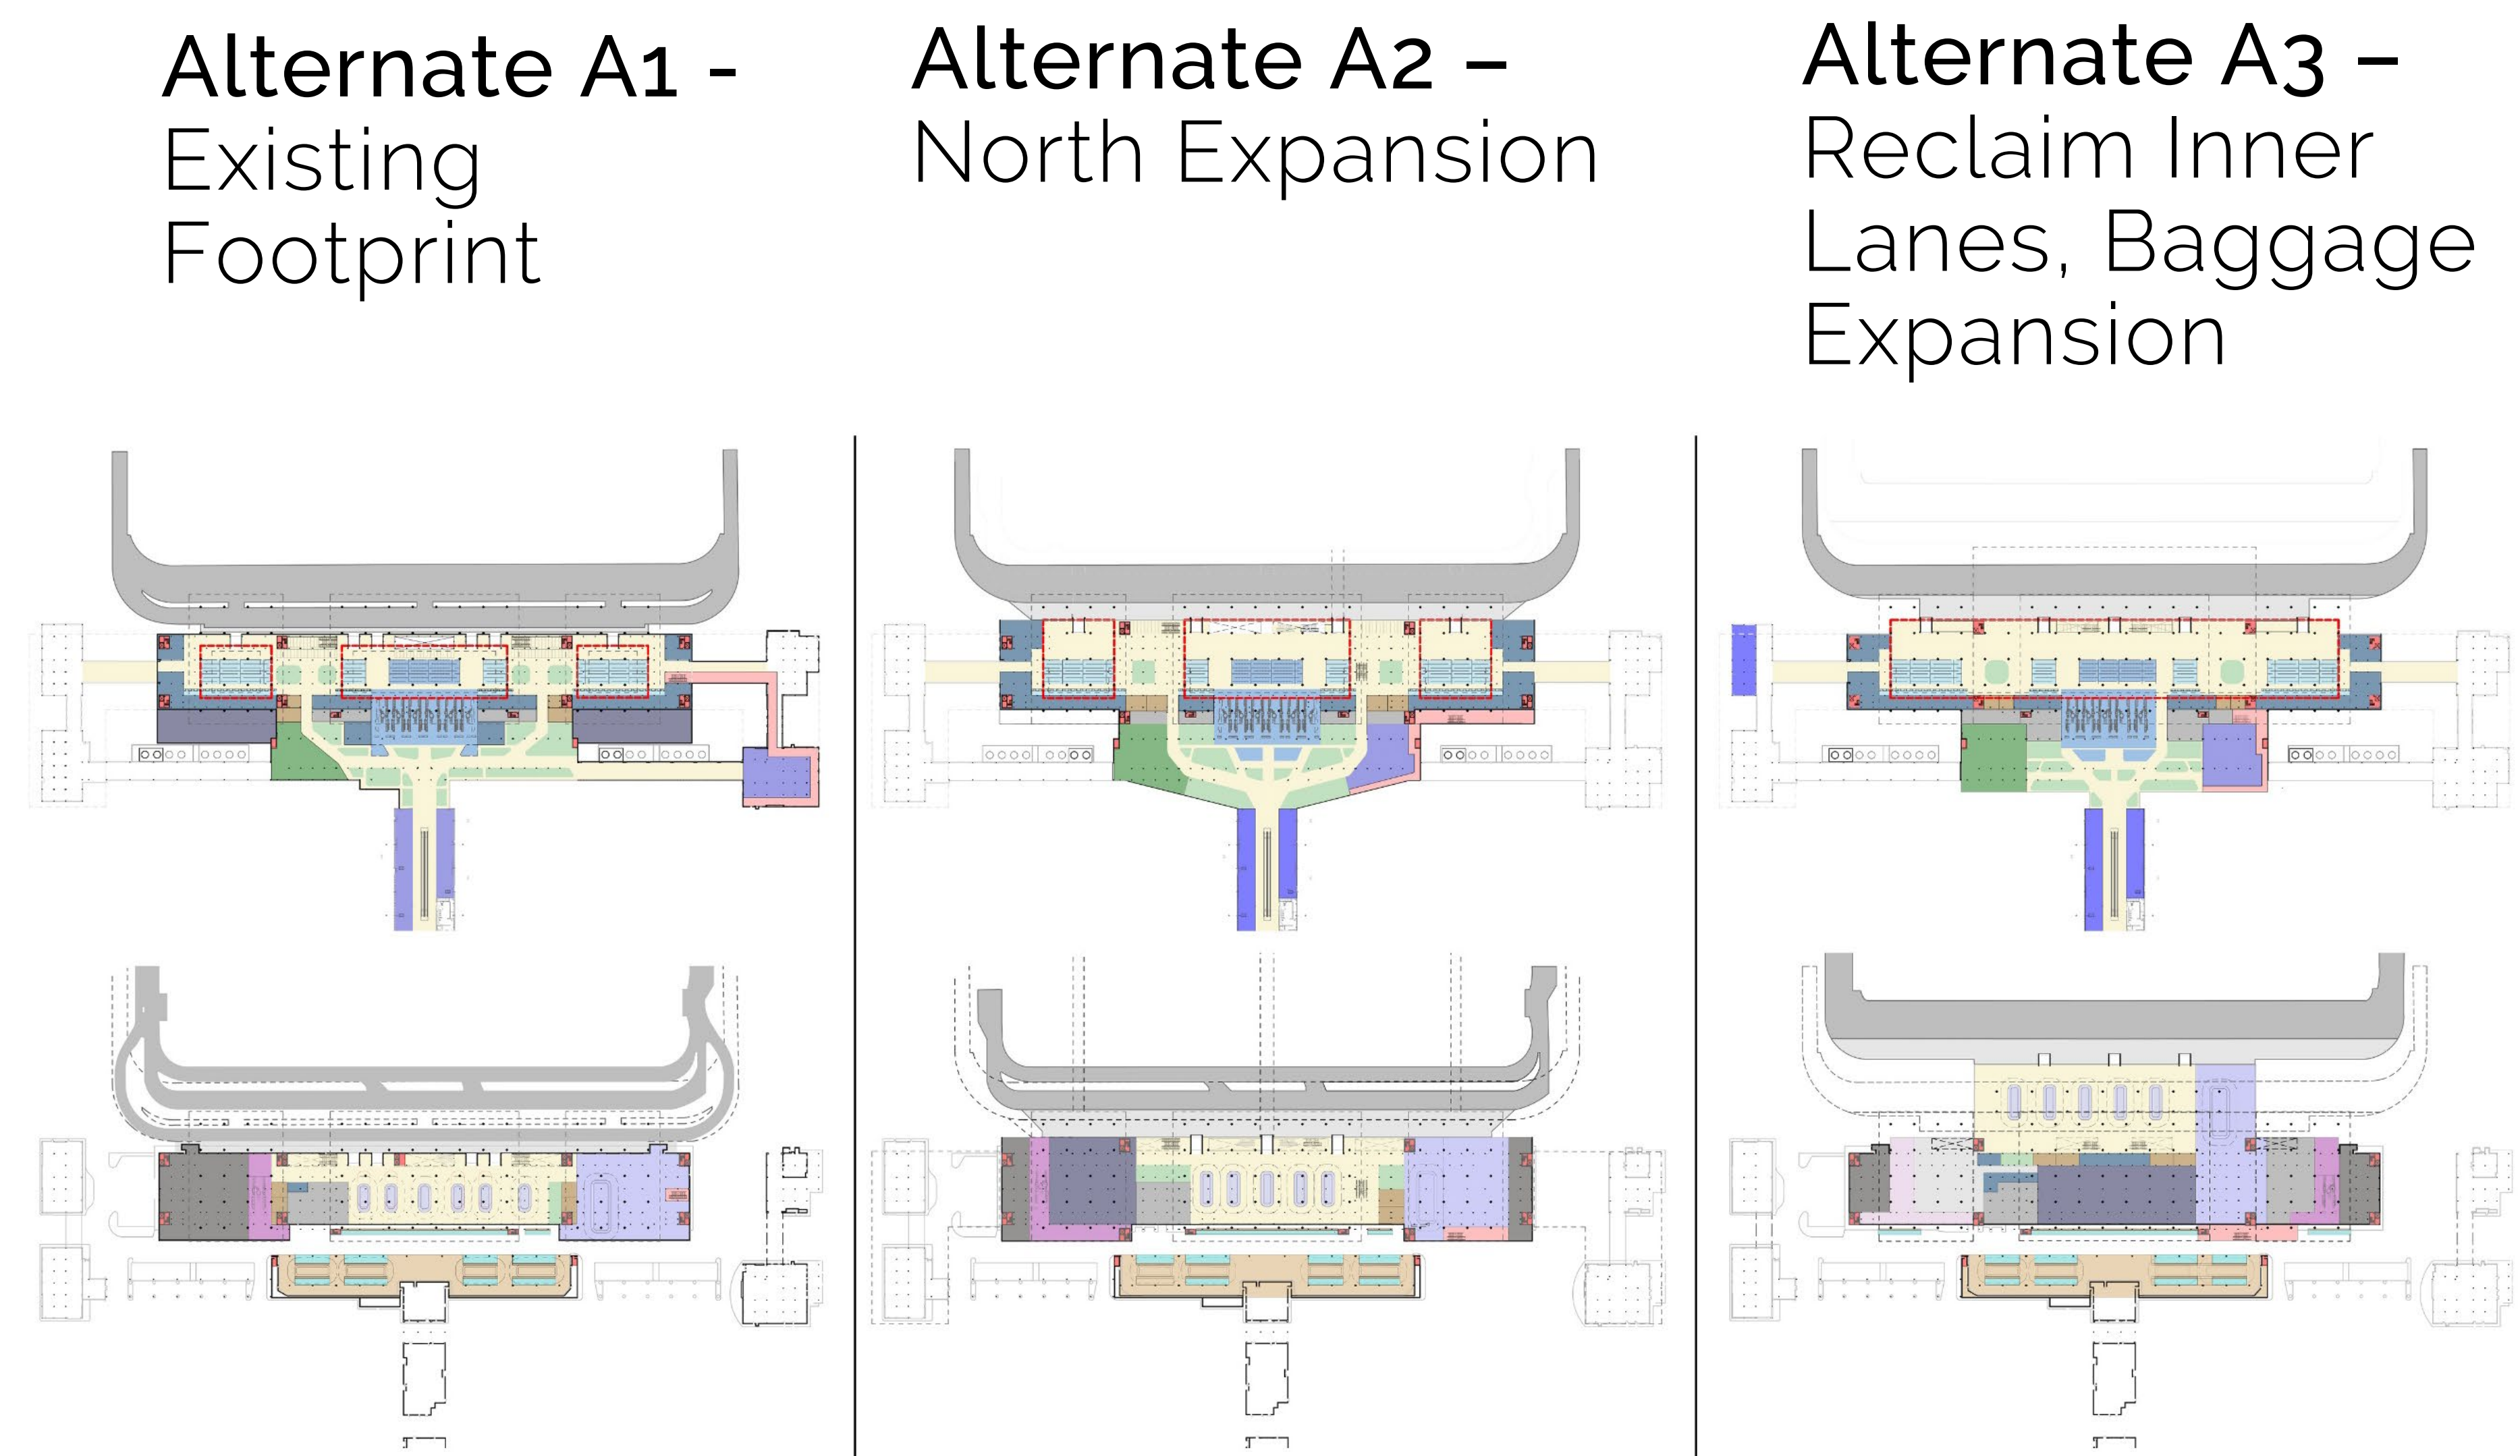 Alternate A1 -
Existing
Footprint
Alternate A2 –
North Expansion
Alternate A3 –
Reclaim Inner
Lanes, Baggage
Expansion